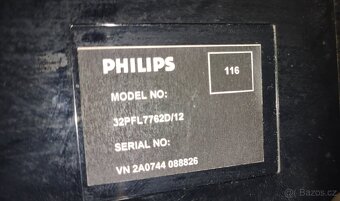 PHILIPS
116
MODEL NO:
32PFL7762D/12
SERIAL NO:
VN 2A0744 088826
Bazos.cz